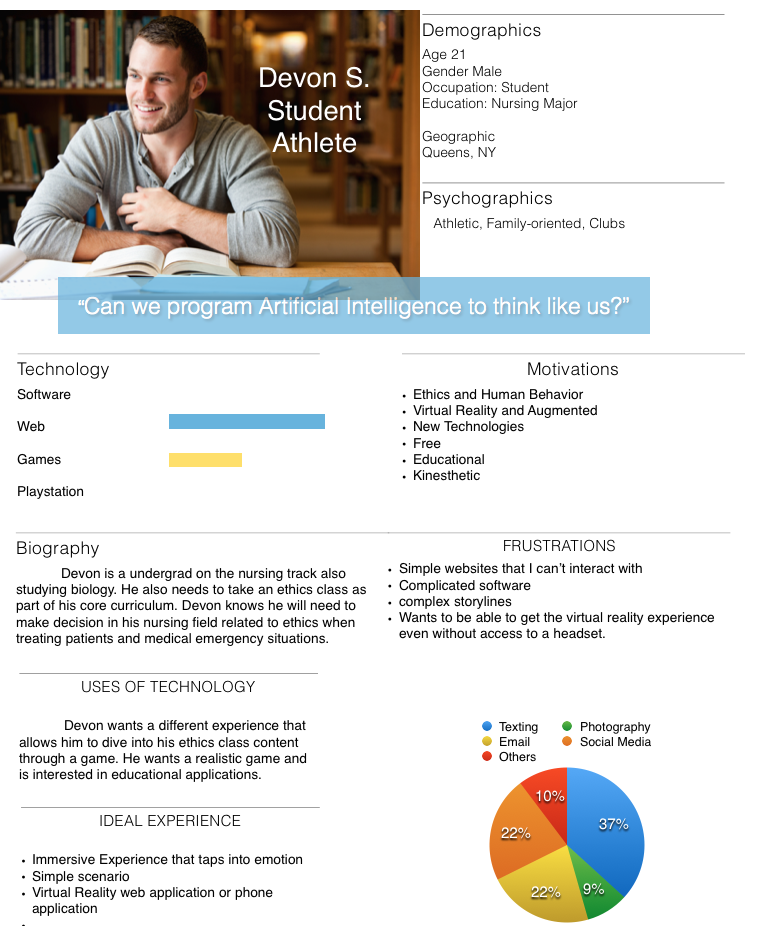 Devon S.
Student
Athlete
Demographics
Age 21
Gender Male
Occupation: Student
Education: Nursing Major
Geographic
Queens, NY
Psychographics
Athletic, Family-oriented, Clubs
“Can we program Artificial Intelligence to think like us?”
Technology
Software
Web
Games
Playstation
Motivations
• Ethics and Human Behavior
• Virtual Reality and Augmented
• New Technologies
• Free
• Educational
• Kinesthetic
Biography
Devon is a undergrad on the nursing track also
studying biology. He also needs to take an ethics class as
part of his core curriculum. Devon knows he will need to
make decision in his nursing field related to ethics when
treating patients and medical emergency situations.
FRUSTRATIONS
• Simple websites that I can’t interact with
• Complicated software
• complex storylines
• Wants to be able to get the virtual reality experience
even without access to a headset.
USES OF TECHNOLOGY
Devon wants a different experience that
allows him to dive into his ethics class content
through a game. He wants a realistic game and
is interested in educational applications.
IDEAL EXPERIENCE
• Immersive Experience that taps into emotion
• Simple scenario
• Virtual Reality web application or phone
application
•
Texting
Photography
Email
Social Media
Others
10%
37%
22%
22%
9%